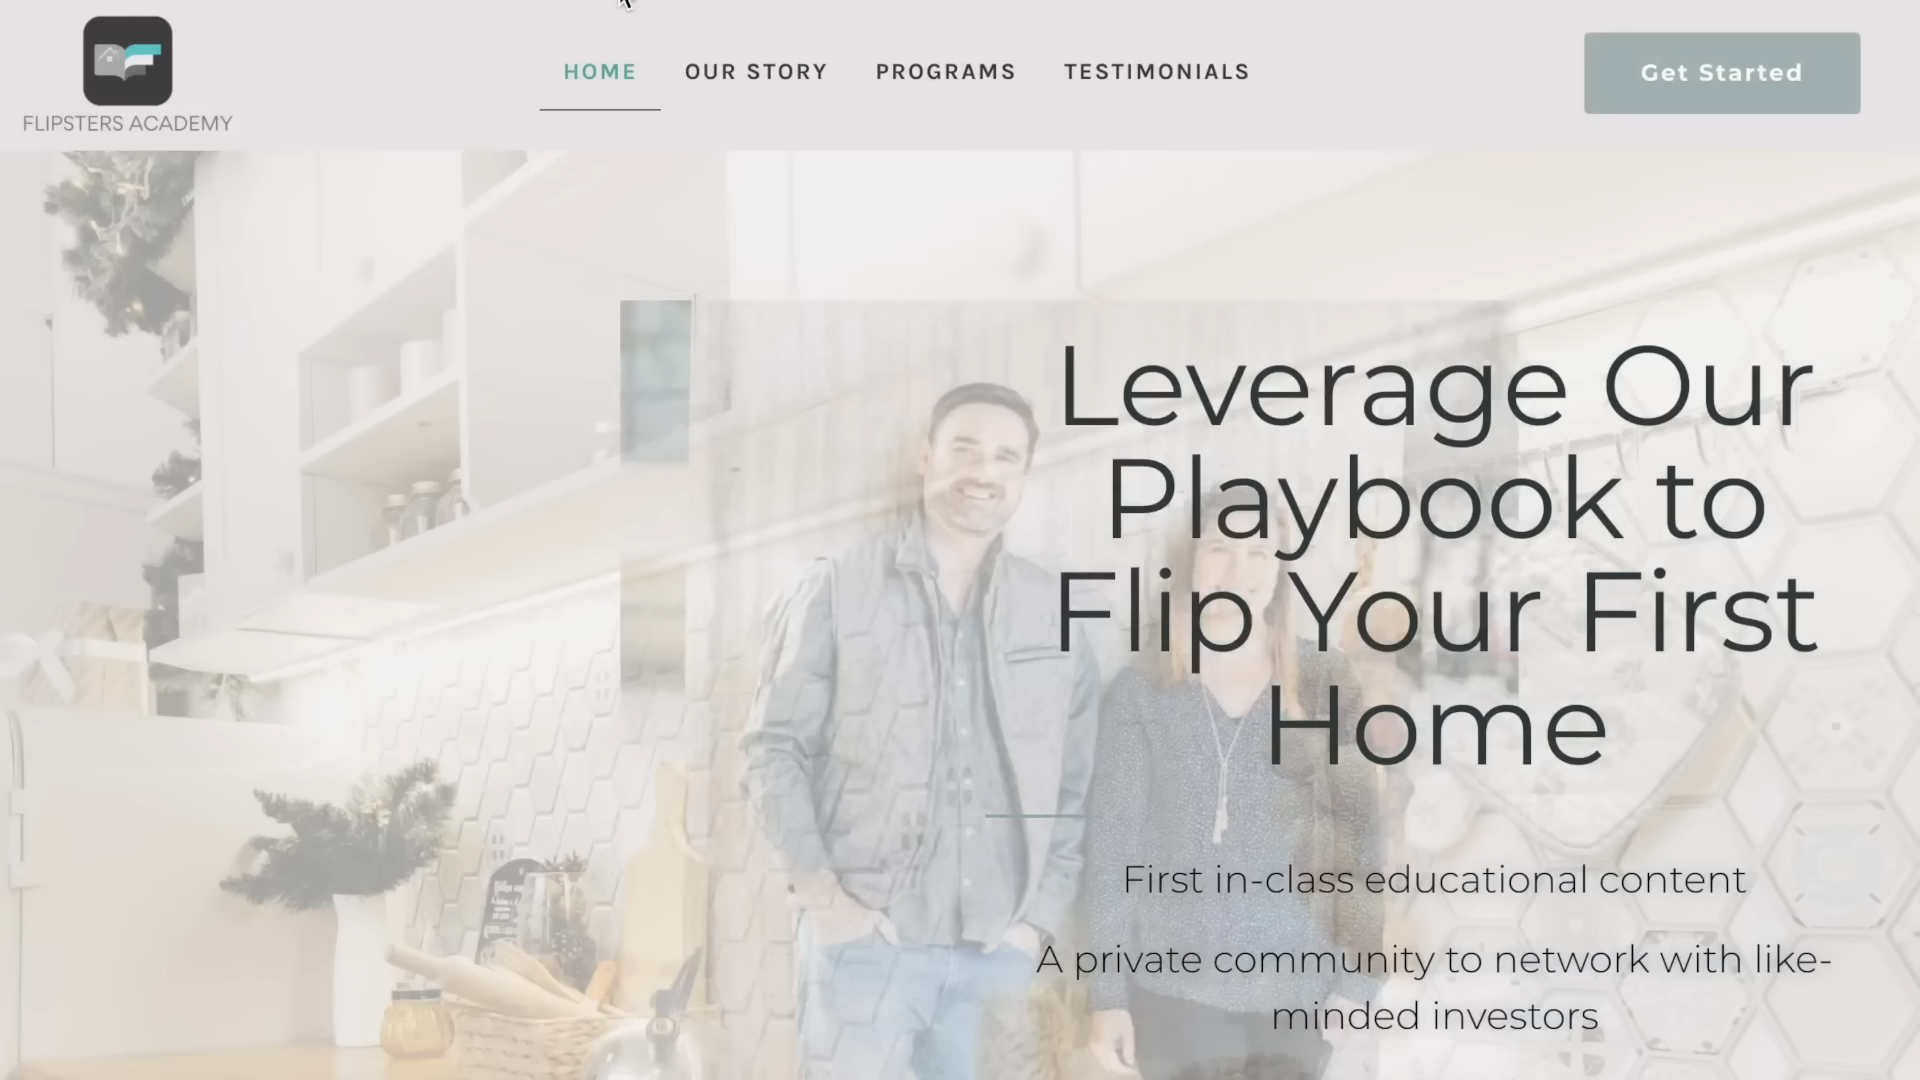 FLIPSTERS ACADEMY
HOME
OUR STORY
PROGRAMS
TESTIMONIALS
Get Started
Leverage Our
Playbook to
Flip Your First
Home
First in-class educational content
A private community to network with like-
minded investors